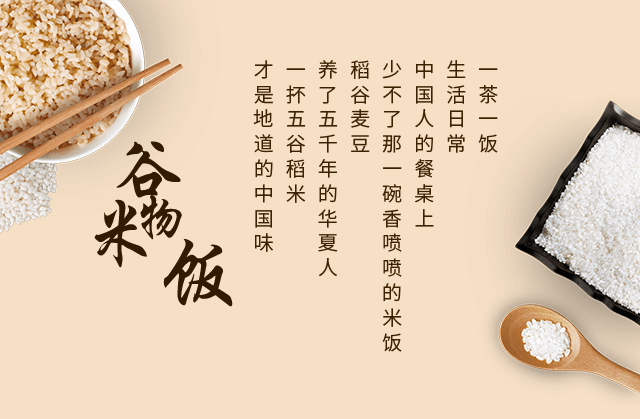 一茶一饭
生活日常
中国人的餐桌上
少不了那一碗香喷喷的米饭
稻谷麦豆
养了五千年的华夏人
一抔五谷稻米
才是地道的中国味
谷物
米饭